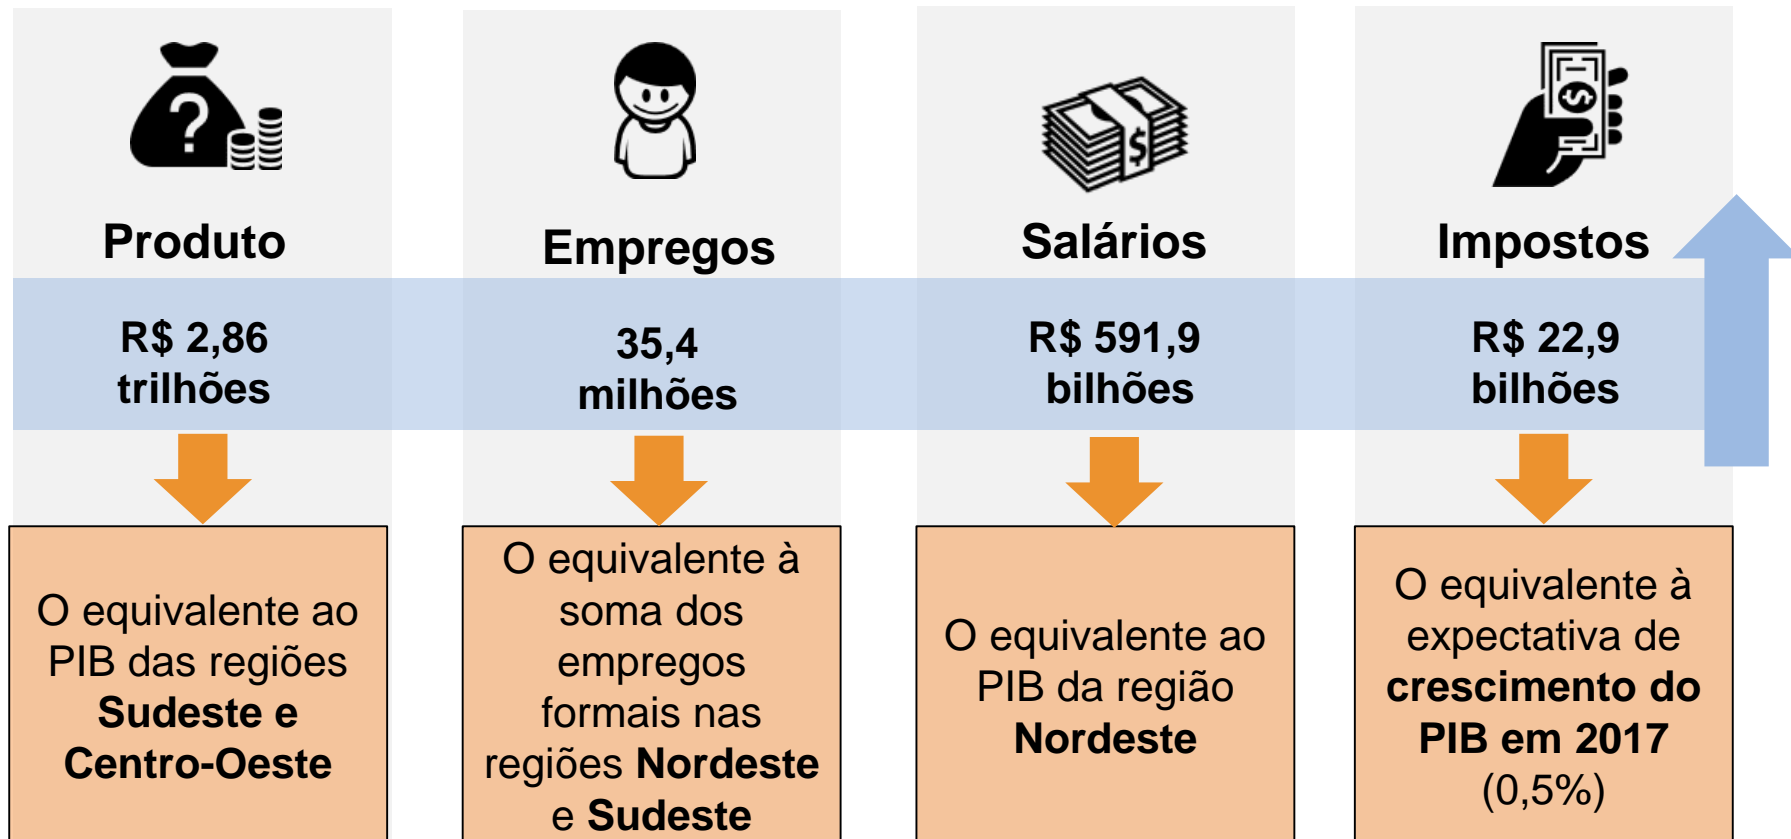 ?
$
$
Produto
Empregos
Salários
Impostos
R$ 2,86
trilhões
35,4
milhões
R$ 591,9
bilhões
R$ 22,9
bilhões
O equivalente ao
PIB das regiões
Sudeste e
Centro-Oeste
O equivalente à
soma dos
empregos
formais nas
regiões Nordeste
e Sudeste
O equivalente ao
PIB da região
Nordeste
O equivalente à
expectativa de
crescimento do
PIB em 2017
(0,5%)